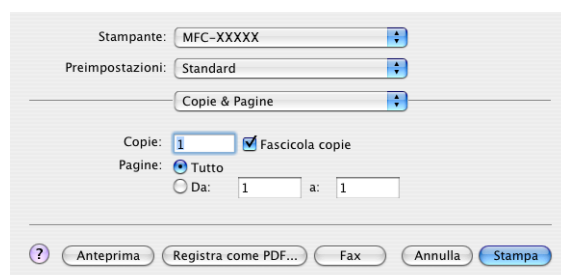 Stampante: MFC-XXXXX
Preimpostazioni: Standard
Copie & Pagine
Copie: 1 Fascicola copie
Pagine: Tutto
Da: 1 a: 1
? Anteprima Registra come PDF... Fax Annulla Stampa